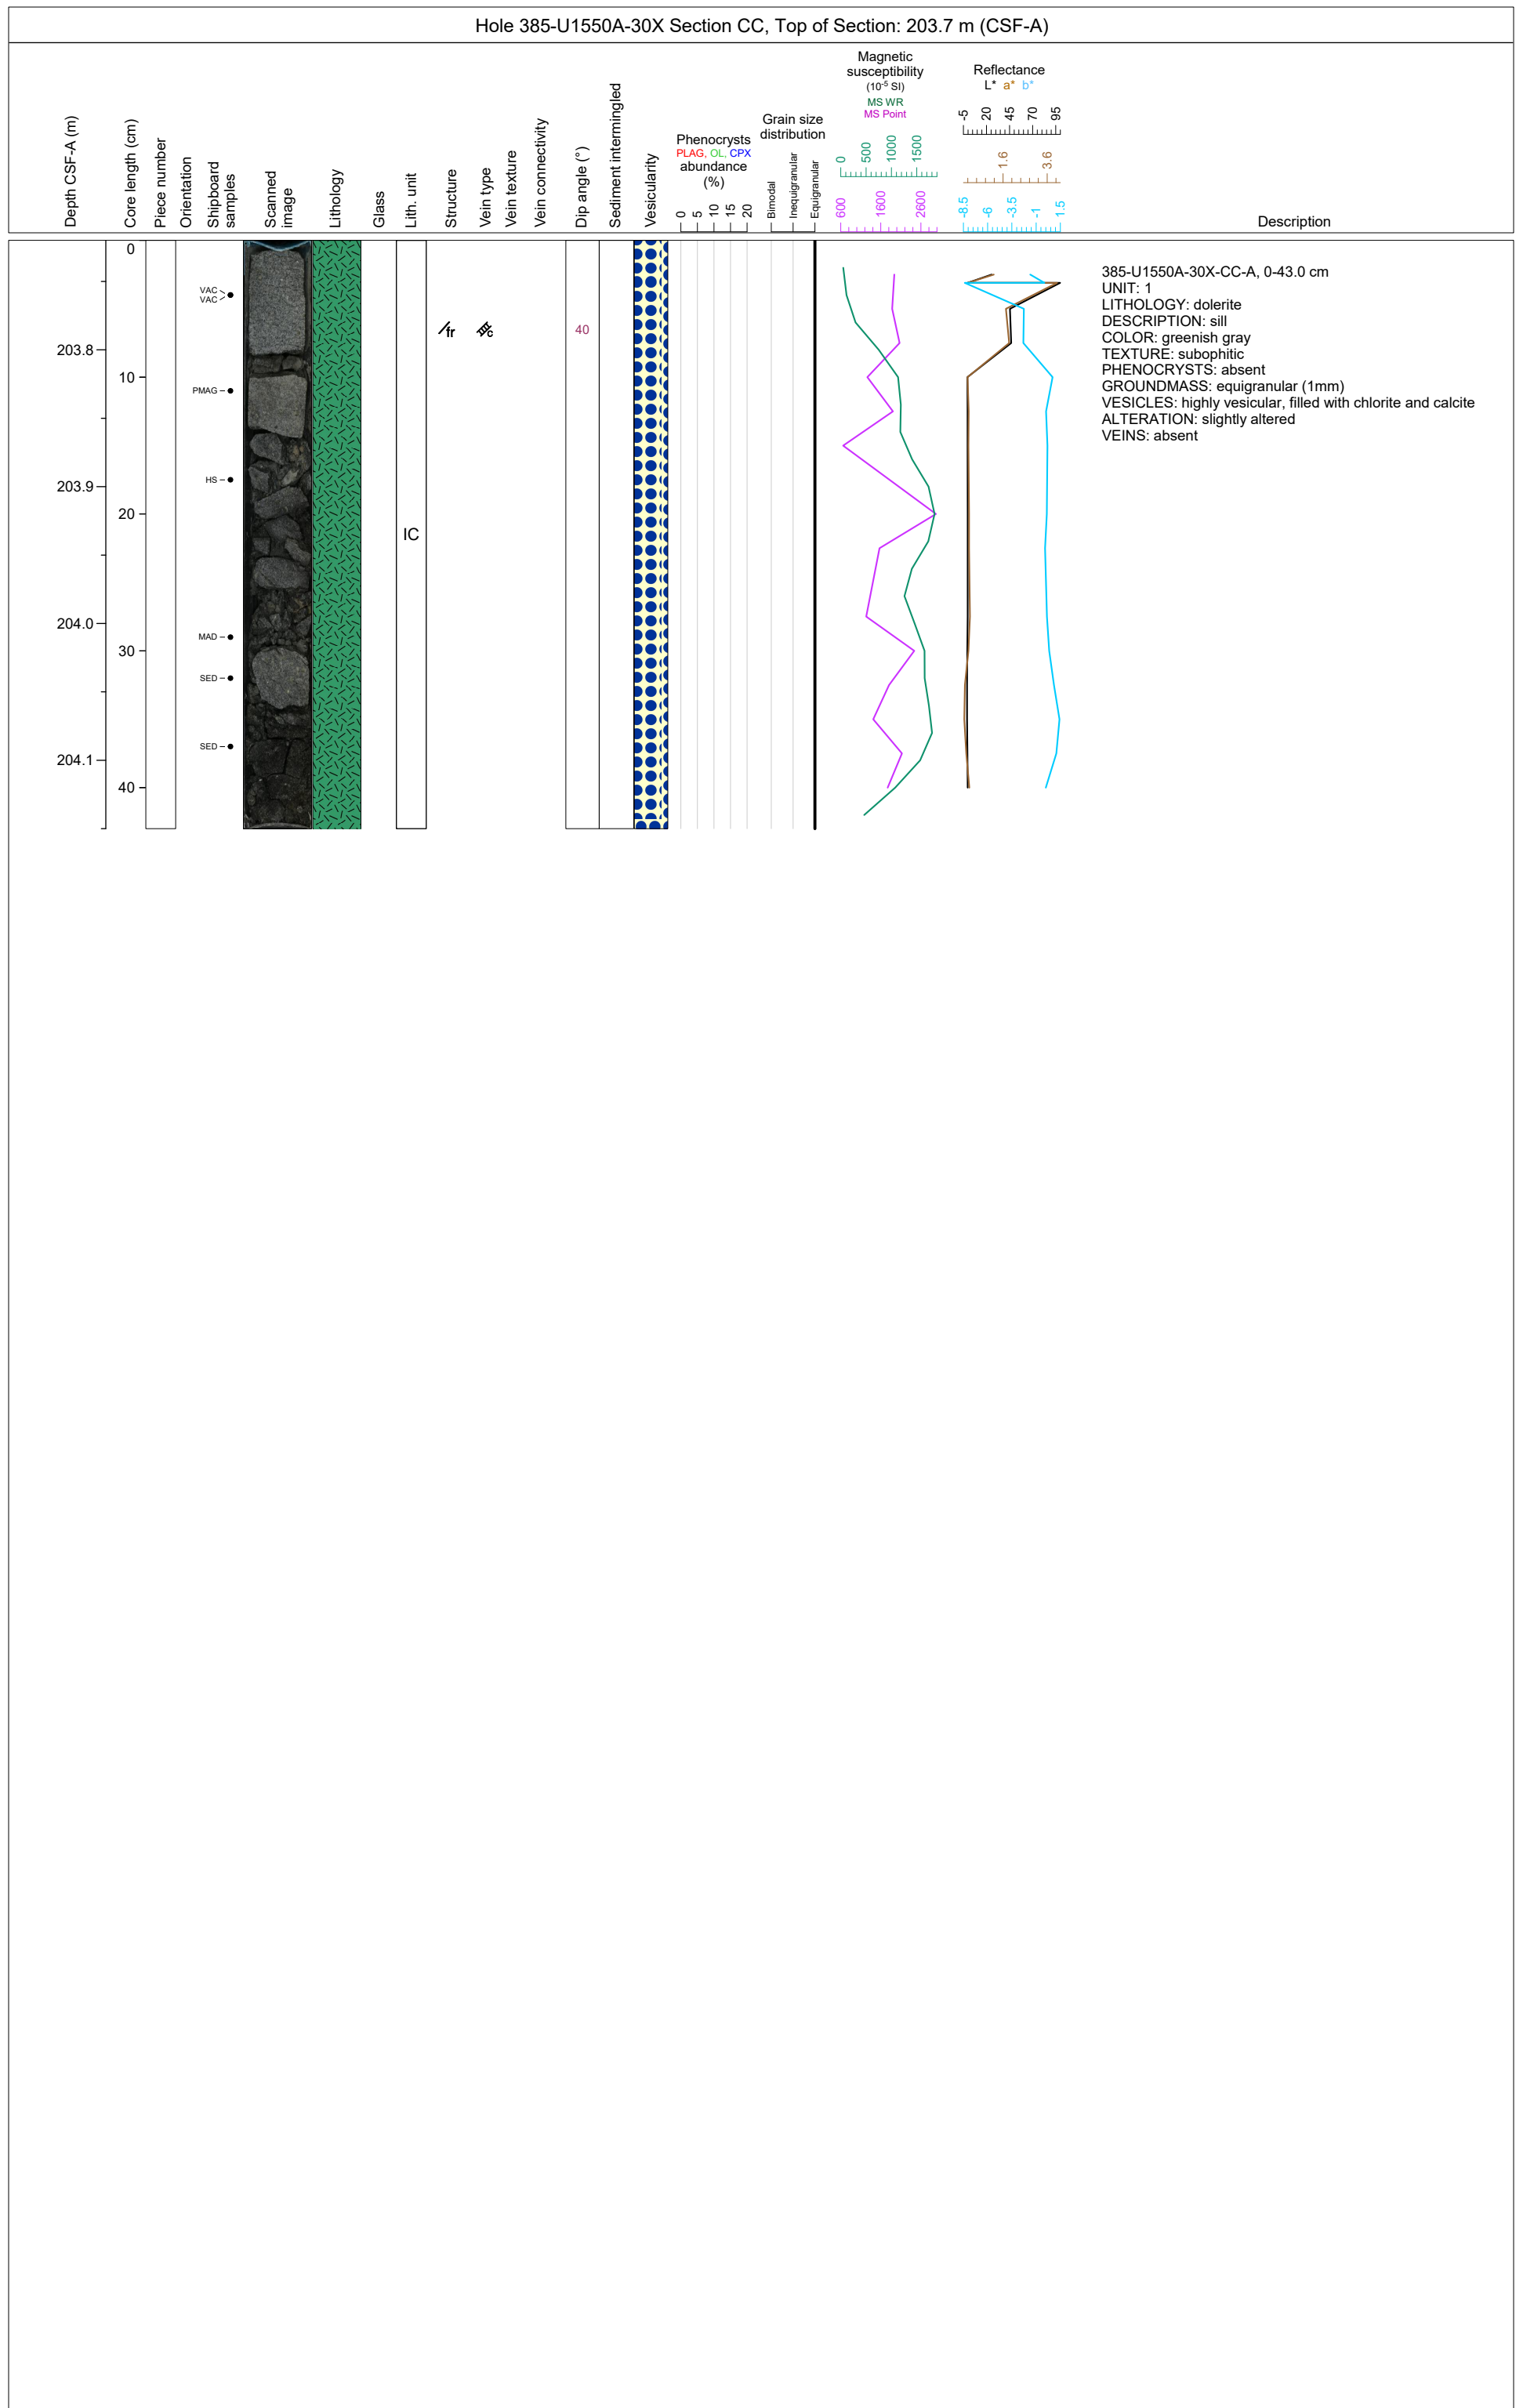 Hole 385-U1550A-30X Section CC, Top of Section: 203.7 m (CSF-A)
Depth CSF-A (m)
Core length (cm)
Piece number
Orientation
Shipboard
samples
Scanned
image
Lithology
Glass
Lith. unit
Structure
Vein type
Vein texture
Vein connectivity
Dip angle (°)
Sediment intermingled
Vesicularity
Phenocrysts
PLAG, OL, CPX
abundance
(%)
0 5 10 15 20
Grain size
distribution
Bimodal
Inequigranular
Equigranular
Magnetic
susceptibility
(10-5 SI)
MS WR
MS Point
0 500 1000 1500
600 1600 2600
Reflectance
L* a* b*
-5 20 45 70 95
1.6 3.6
-8.5 -6 -3.5 -1 1.5
Description
203.8
203.9
204.0
204.1
0
10
20
30
40
VAC
VAC
PMAG
HS
MAD
SED
SED
IC
fr
c
40
385-U1550A-30X-CC-A, 0-43.0 cm
UNIT: 1
LITHOLOGY: dolerite
DESCRIPTION: sill
COLOR: greenish gray
TEXTURE: subophitic
PHENOCRYSTS: absent
GROUNDMASS: equigranular (1mm)
VESICLES: highly vesicular, filled with chlorite and calcite
ALTERATION: slightly altered
VEINS: absent